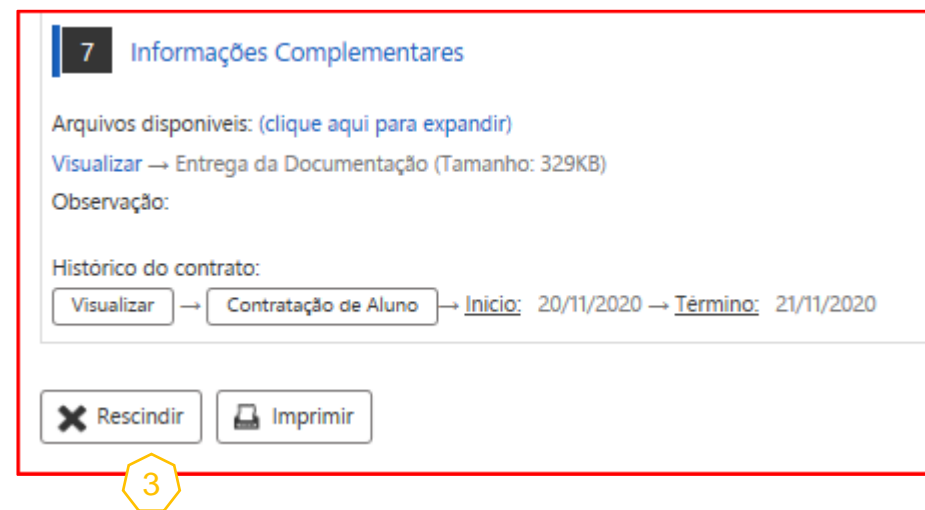 7 Informações Complementares
Arquivos disponiveis: (clique aqui para expandir)
Visualizar → Entrega da Documentação (Tamanho: 329KB)
Observação:
Histórico do contrato:
Visualizar → Contratação de Aluno → Inicio: 20/11/2020 → Término: 21/11/2020
Rescindir Imprimir
3